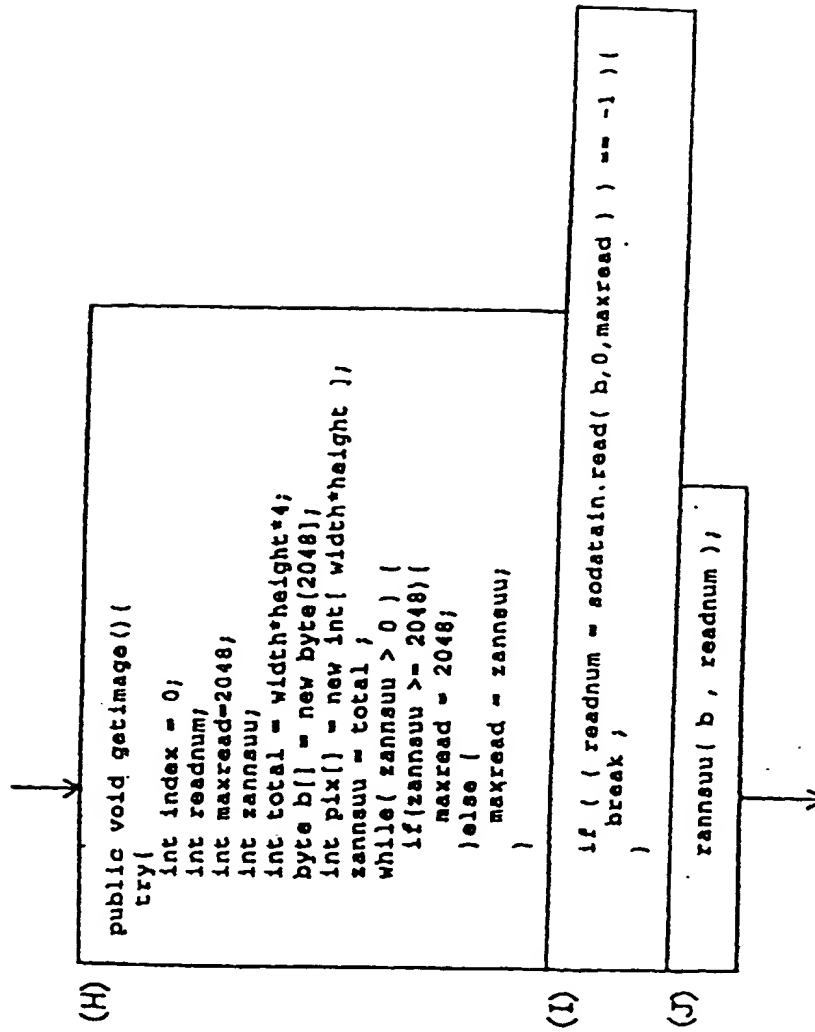 (H)
public void getimage(){
try{
int index = 0;
int readnum;
int maxread=2048;
int zannsuu;
int total = width*height*4;
byte b[] = new byte[2048];
int pix[] = new int[ width*height ];
zannsuu = total ;
while( zannsuu > 0 ) {
if(zannsuu >= 2048){
maxread = 2048;
}else {
maxread = zannsuu;
}
(I)
if ( ( readnum = sodatain.read( b,0,maxread ) ) == -1 ){
break ;
}
(J)
rannsuu( b , readnum );